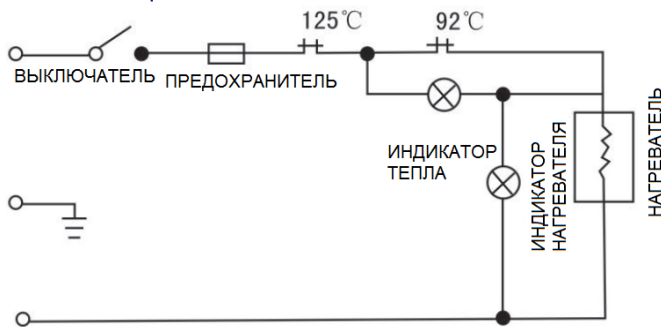 125℃
92℃
ВЫКЛЮЧАТЕЛЬ
ПРЕДОХРАНИТЕЛЬ
ИНДИКАТОР
ТЕПЛА
ИНДИКАТОР
НАГРЕВАТЕЛЯ
НАГРЕВАТЕЛЬ